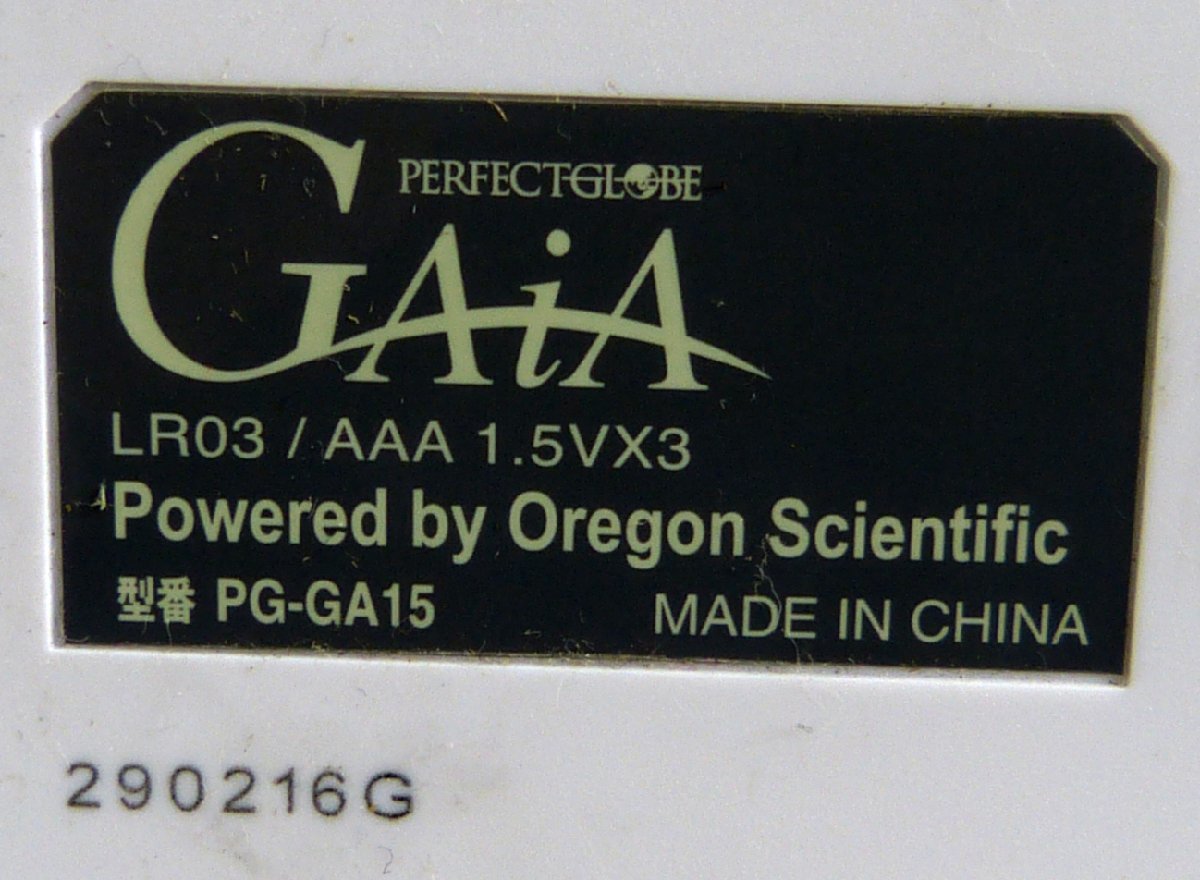 PERFECTGLOBE
GAiA
LR03 / AAA 1.5VX3
Powered by Oregon Scientific
型番 PG-GA15 MADE IN CHINA
290216G